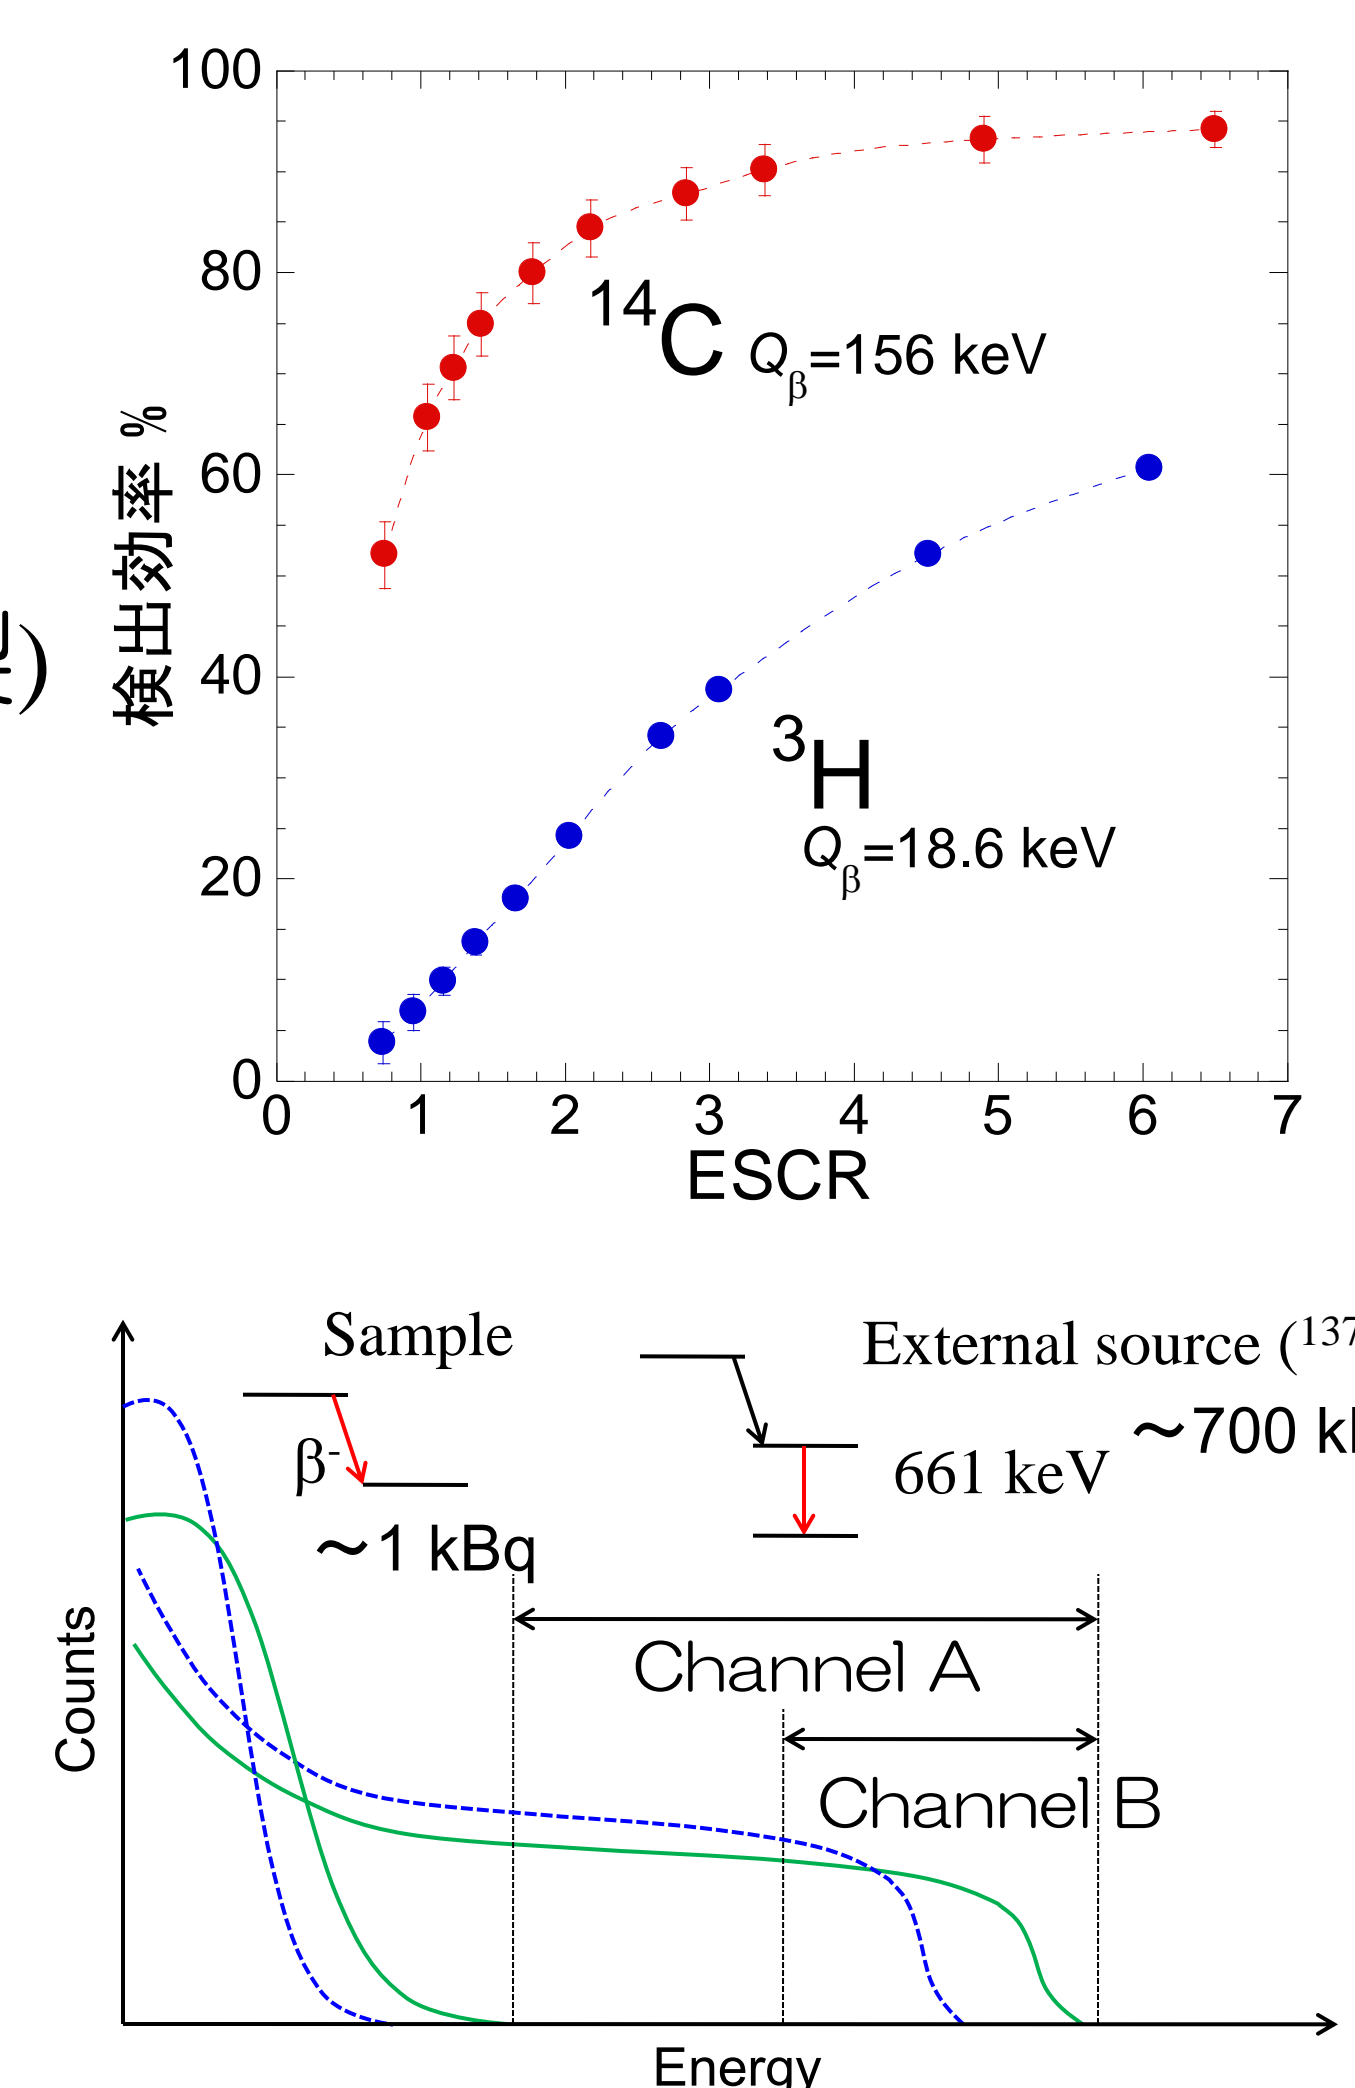 100
80
60
40
20
0
検出効率 %
¹⁴C Qβ=156 keV
³H
Qβ=18.6 keV
)
0 1 2 3 4 5 6 7
ESCR
Sample
External source (¹³⁷
β⁻
~1 kBq
661 keV
~700 k
Channel A
Channel B
Counts
Energy